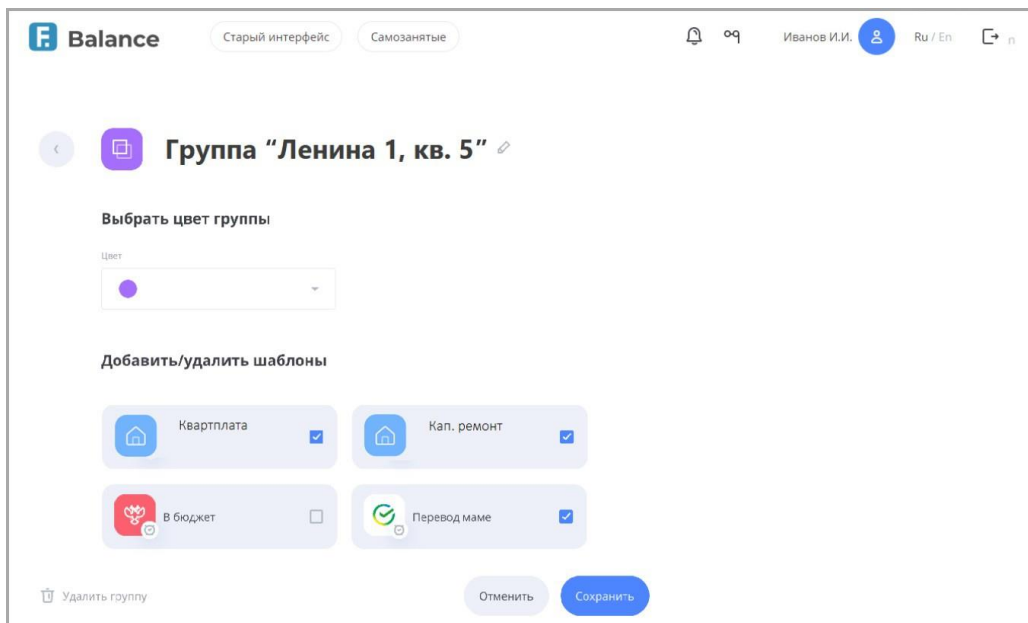 F. Balance Старый интерфейс Самозанятые Иванов И.И. Ru / En п
Группа “Ленина 1, кв. 5”
Выбрать цвет группы
Цвет
Добавить/удалить шаблоны
Квартплата Кап. ремонт
В бюджет Перевод маме
Удалить группу Отменить Сохранить